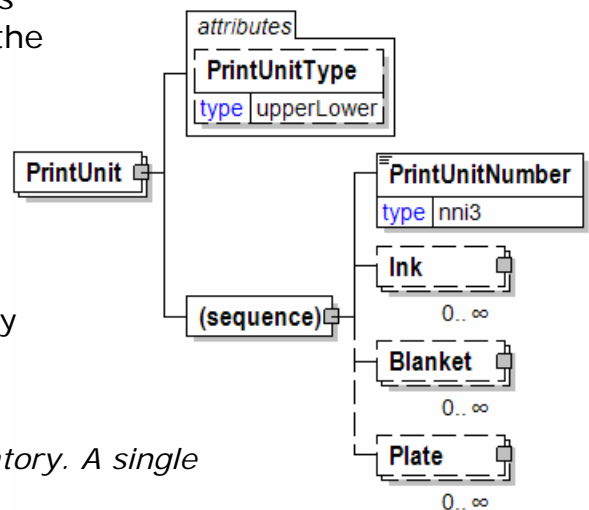 s
the
attributes
PrintUnitType
type upperLower
PrintUnit
PrintUnitNumber
type nni3
Ink
0.. ∞
(sequence)
y
Blanket
0.. ∞
tory. A single
Plate
0.. ∞